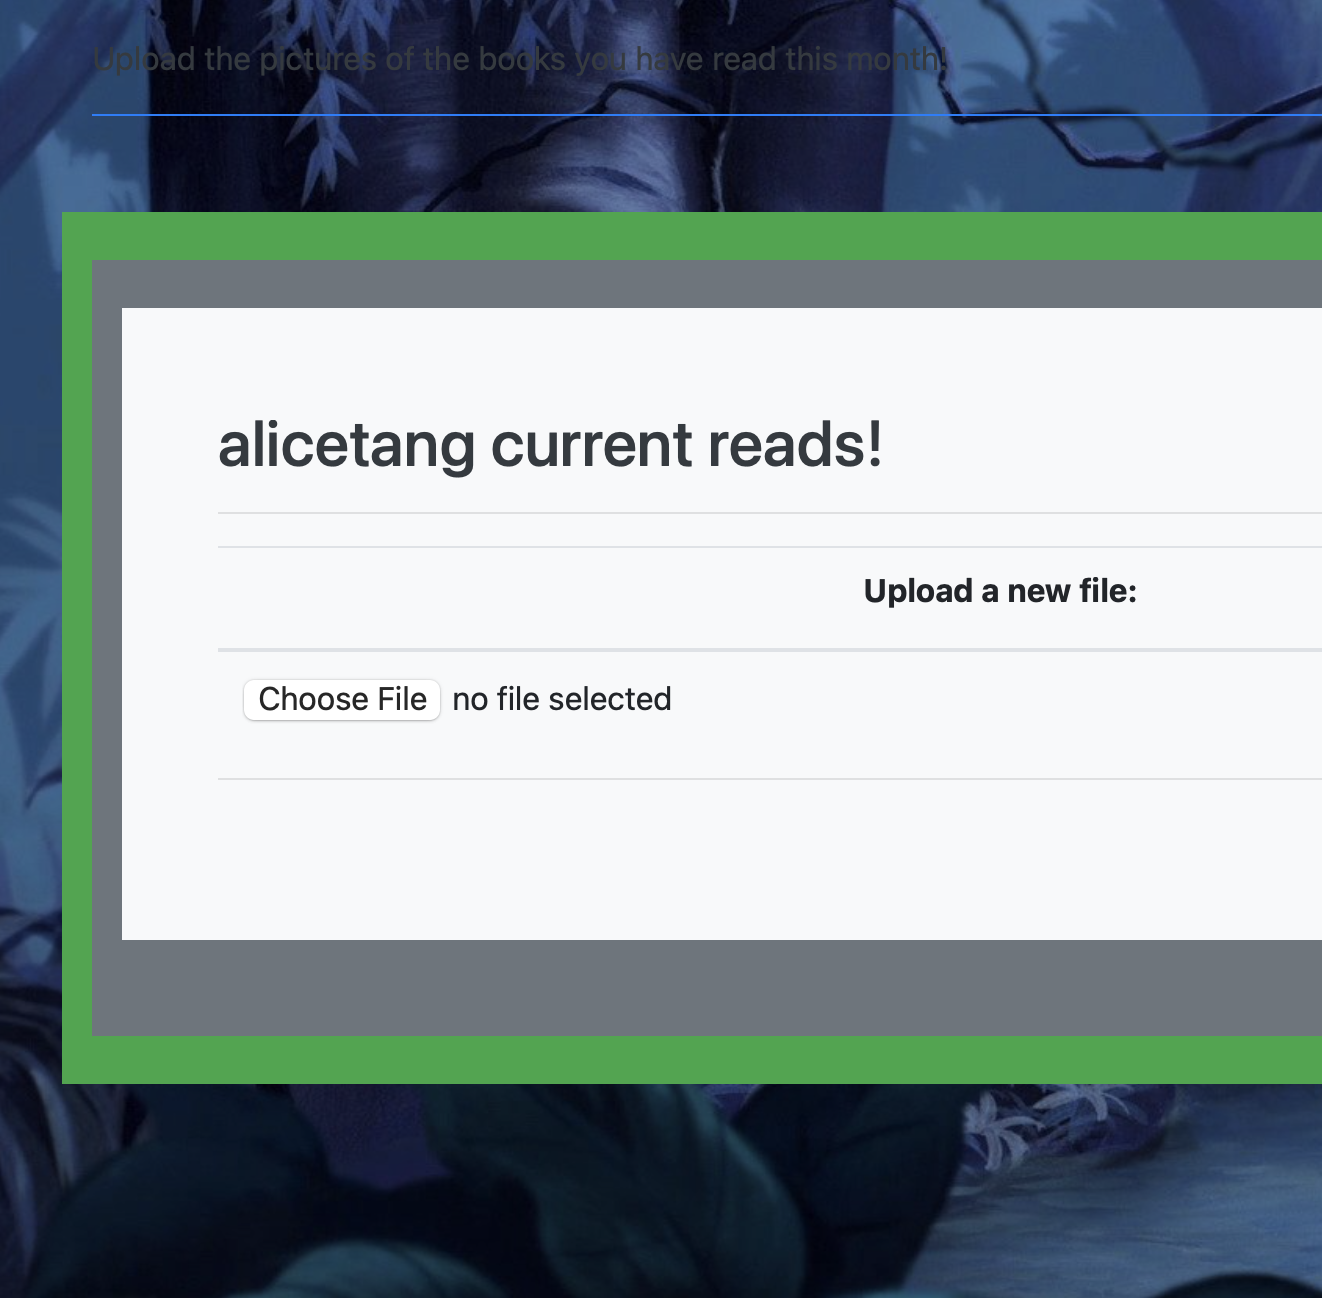 Upload the pictures of the books you have read this month!
alicetang current reads!
Upload a new file:
Choose File no file selected